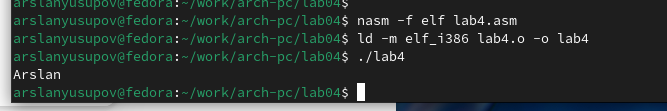 arslanyusupov@fedora:~/work/arch-pc/lab04$ nasm -f elf lab4.asm
arslanyusupov@fedora:~/work/arch-pc/lab04$ ld -m elf_i386 lab4.o -o lab4
arslanyusupov@fedora:~/work/arch-pc/lab04$ ./lab4
Arslan
arslanyusupov@fedora:~/work/arch-pc/lab04$